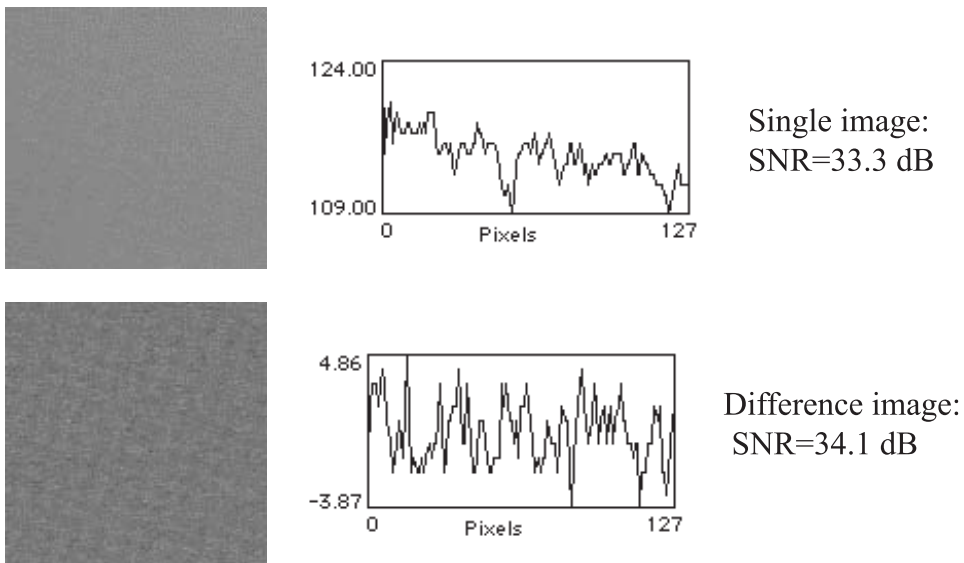 124.00
109.00
0
Pixels
127
Single image:
SNR=33.3 dB
4.86
−3.87
0
Pixels
127
Difference image:
SNR=34.1 dB